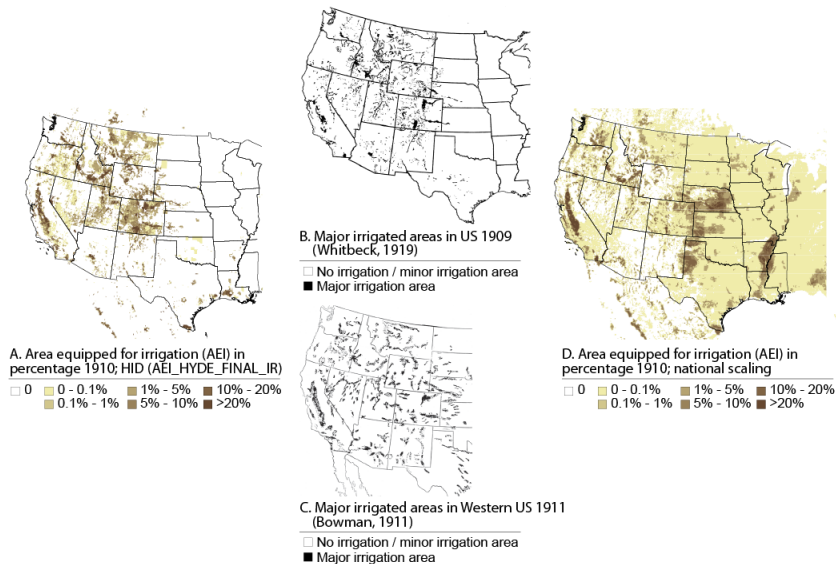 B. Major irrigated areas in US 1909
(Whitbeck, 1919)
No irrigation / minor irrigation area
Major irrigation area
A. Area equipped for irrigation (AEI) in
percentage 1910; HID (AEI_HYDE_FINAL_IR)
0 0 - 0.1% 1% - 5% 10% - 20%
0.1% - 1% 5% - 10% >20%
D. Area equipped for irrigation (AEI) in
percentage 1910; national scaling
0 0 - 0.1% 1% - 5% 10% - 20%
0.1% - 1% 5% - 10% >20%
C. Major irrigated areas in Western US 1911
(Bowman, 1911)
No irrigation / minor irrigation area
Major irrigation area